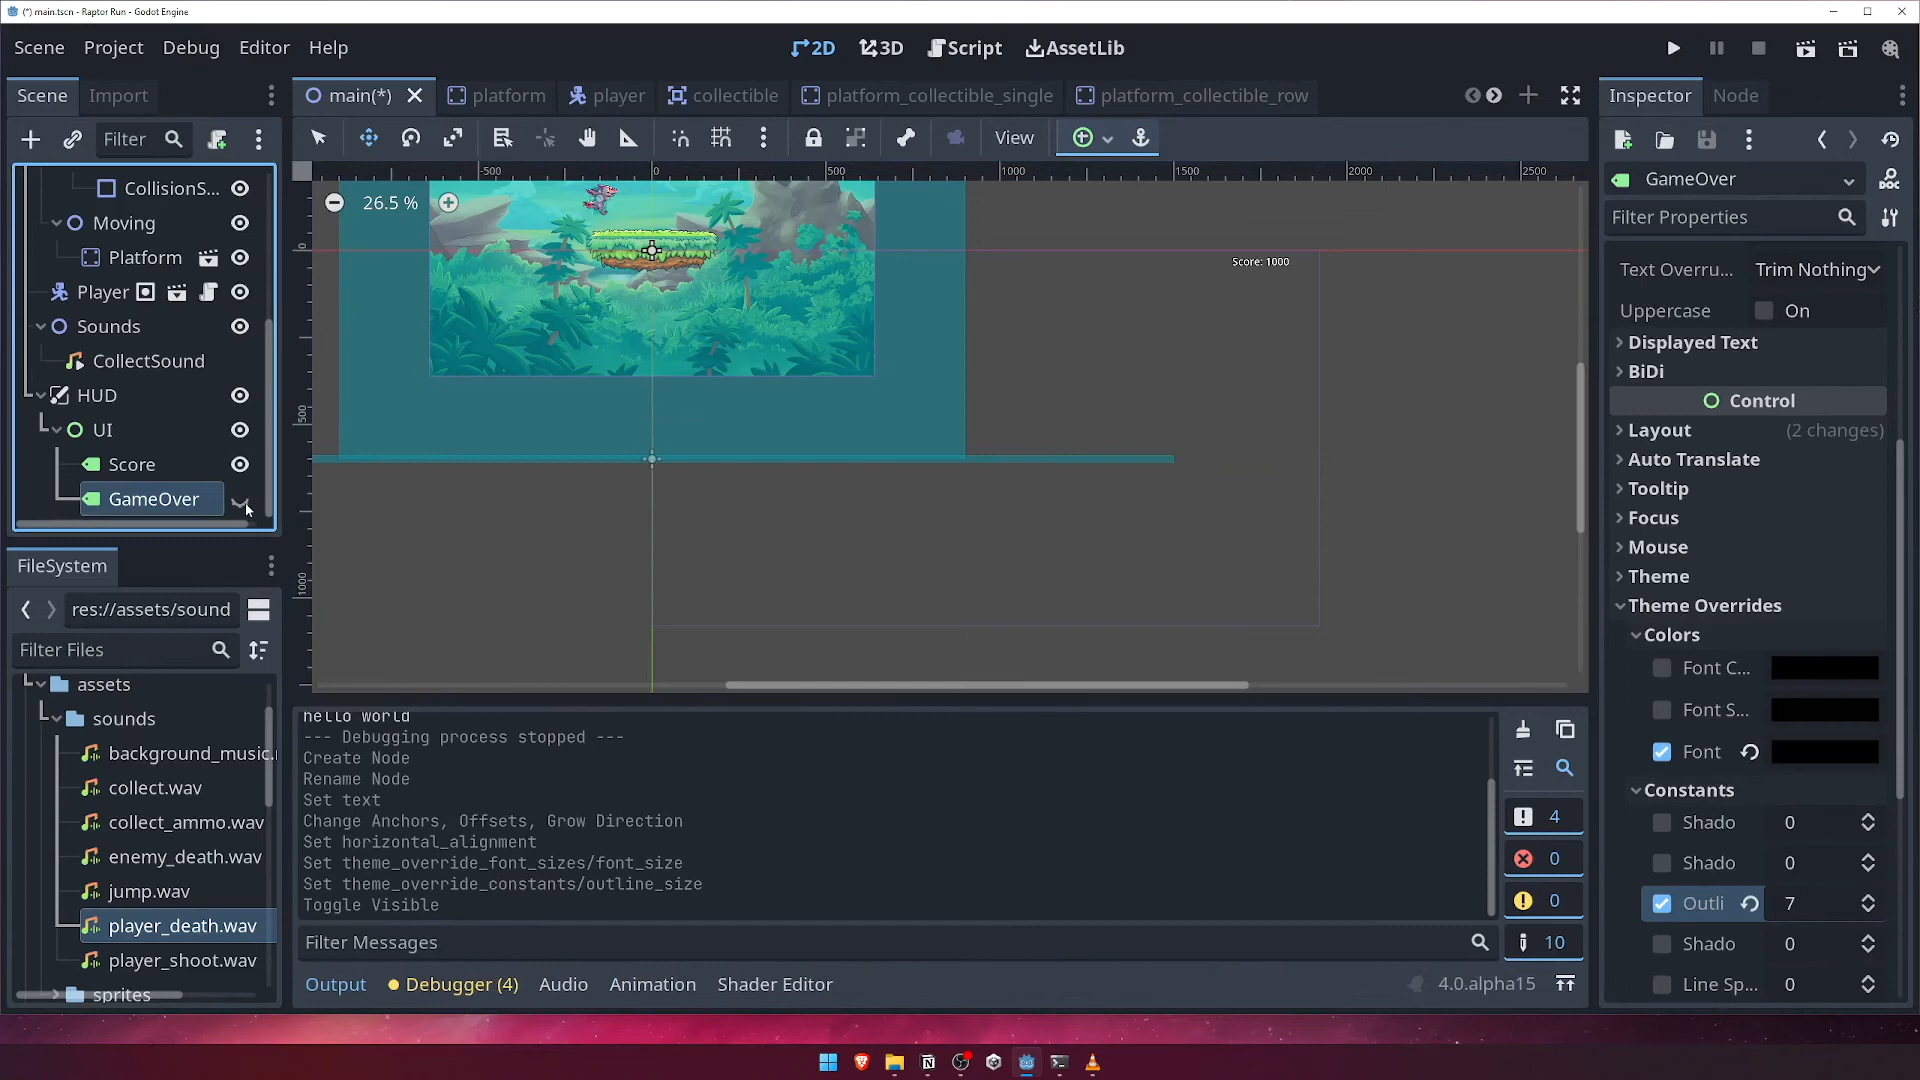 (*) main.tscn - Raptor Run - Godot Engine
Scene Project Debug Editor Help
2D 3D Script AssetLib
Scene Import
main(*) platform player collectible platform_collectible_single platform_collectible_row
Inspector Node
Filter
View
GameOver
Filter Properties
CollisionS...
Moving
Platform
Player
Sounds
CollectSound
HUD
UI
Score
GameOver
-500 0 500 1000 1500 2000 2500
26.5 %
0
500
1000
Score: 1000
Text Overru... Trim Nothing
Uppercase On
Displayed Text
BiDi
Control
Layout (2 changes)
Auto Translate
Tooltip
Focus
Mouse
Theme
Theme Overrides
Colors
Font C...
Font S...
Font
Constants
Shado 0
Shado 0
Outli 7
Shado 0
Line Sp... 0
FileSystem
res://assets/sound
Filter Files
assets
sounds
background_music.
collect.wav
collect_ammo.wav
enemy_death.wav
jump.wav
player_death.wav
player_shoot.wav
sprites
hello world
--- Debugging process stopped ---
Create Node
Rename Node
Set text
Change Anchors, Offsets, Grow Direction
Set horizontal_alignment
Set theme_override_font_sizes/font_size
Set theme_override_constants/outline_size
Toggle Visible
Filter Messages
4
0
0
10
Output Debugger (4) Audio Animation Shader Editor
4.0.alpha15